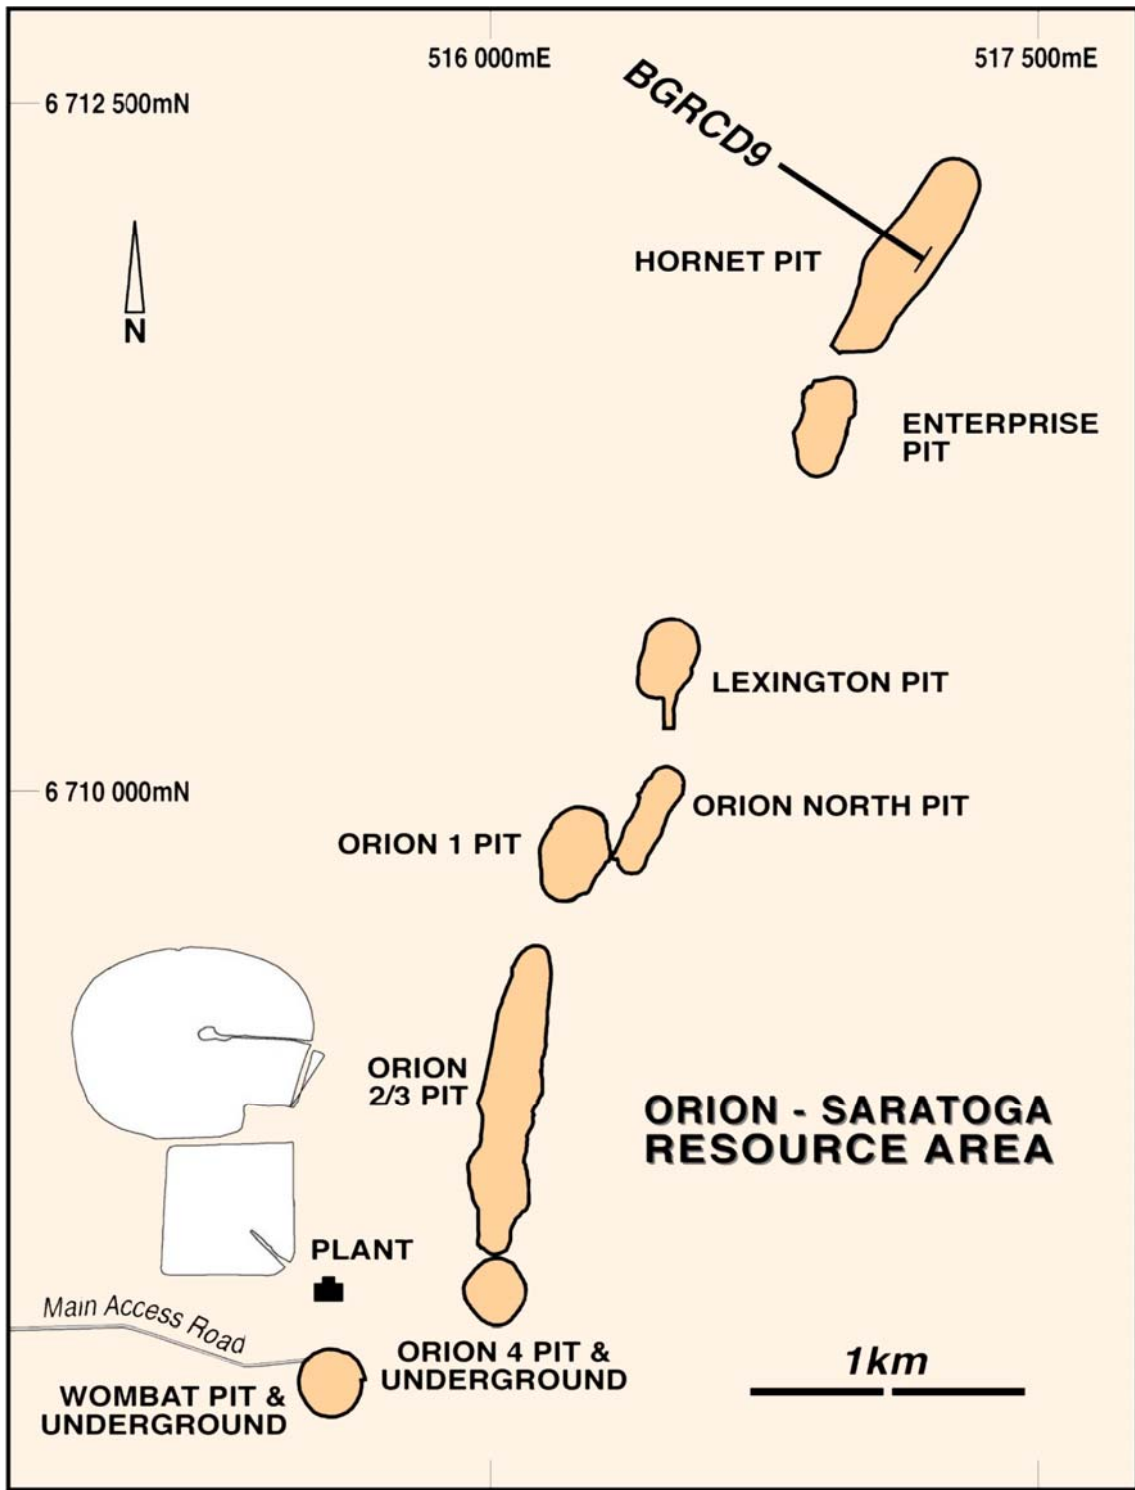 516 000mE
517 500mE
6 712 500mN
BGRCD9
HORNET PIT
N
ENTERPRISE
PIT
LEXINGTON PIT
6 710 000mN
ORION NORTH PIT
ORION 1 PIT
ORION
2/3 PIT
ORION - SARATOGA
RESOURCE AREA
PLANT
Main Access Road
ORION 4 PIT &
UNDERGROUND
1km
WOMBAT PIT &
UNDERGROUND